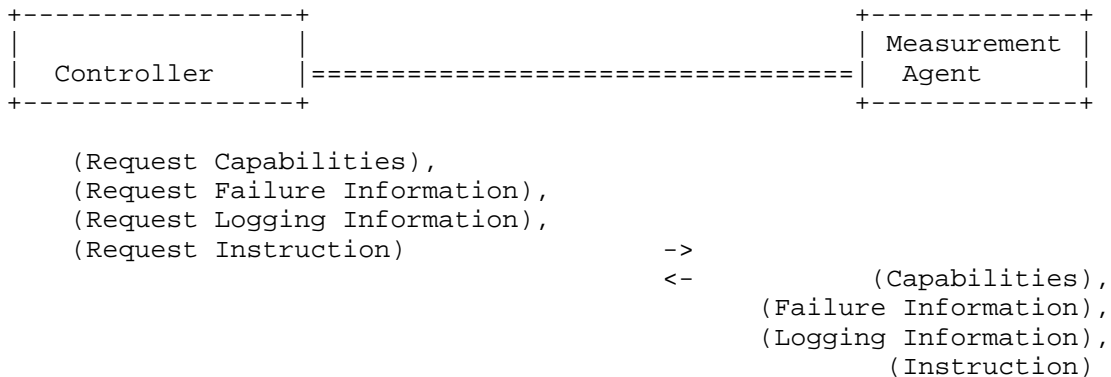 Measurement
Controller Agent
(Request Capabilities),
(Request Failure Information),
(Request Logging Information),
(Request Instruction) ->
<- (Capabilities),
(Failure Information),
(Logging Information),
(Instruction)